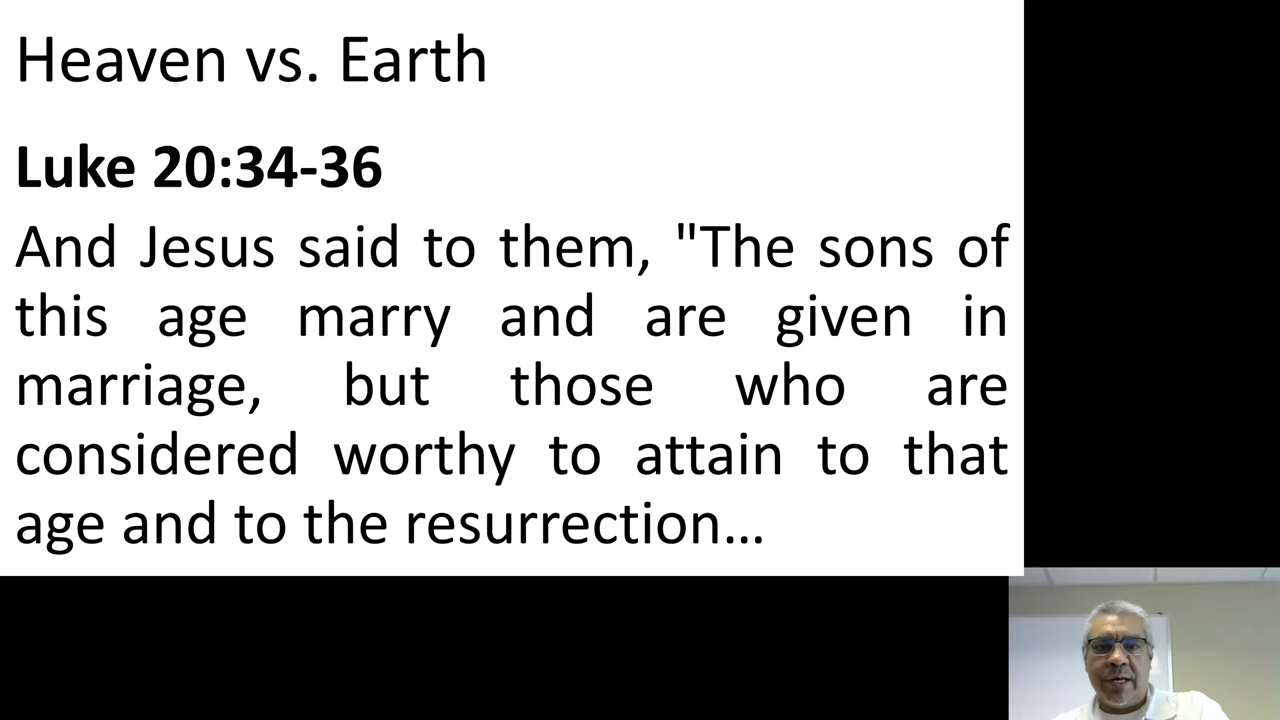 Heaven vs. Earth
Luke 20:34-36
And Jesus said to them, "The sons of
this age marry and are given in
marriage, but those who are
considered worthy to attain to that
age and to the resurrection…